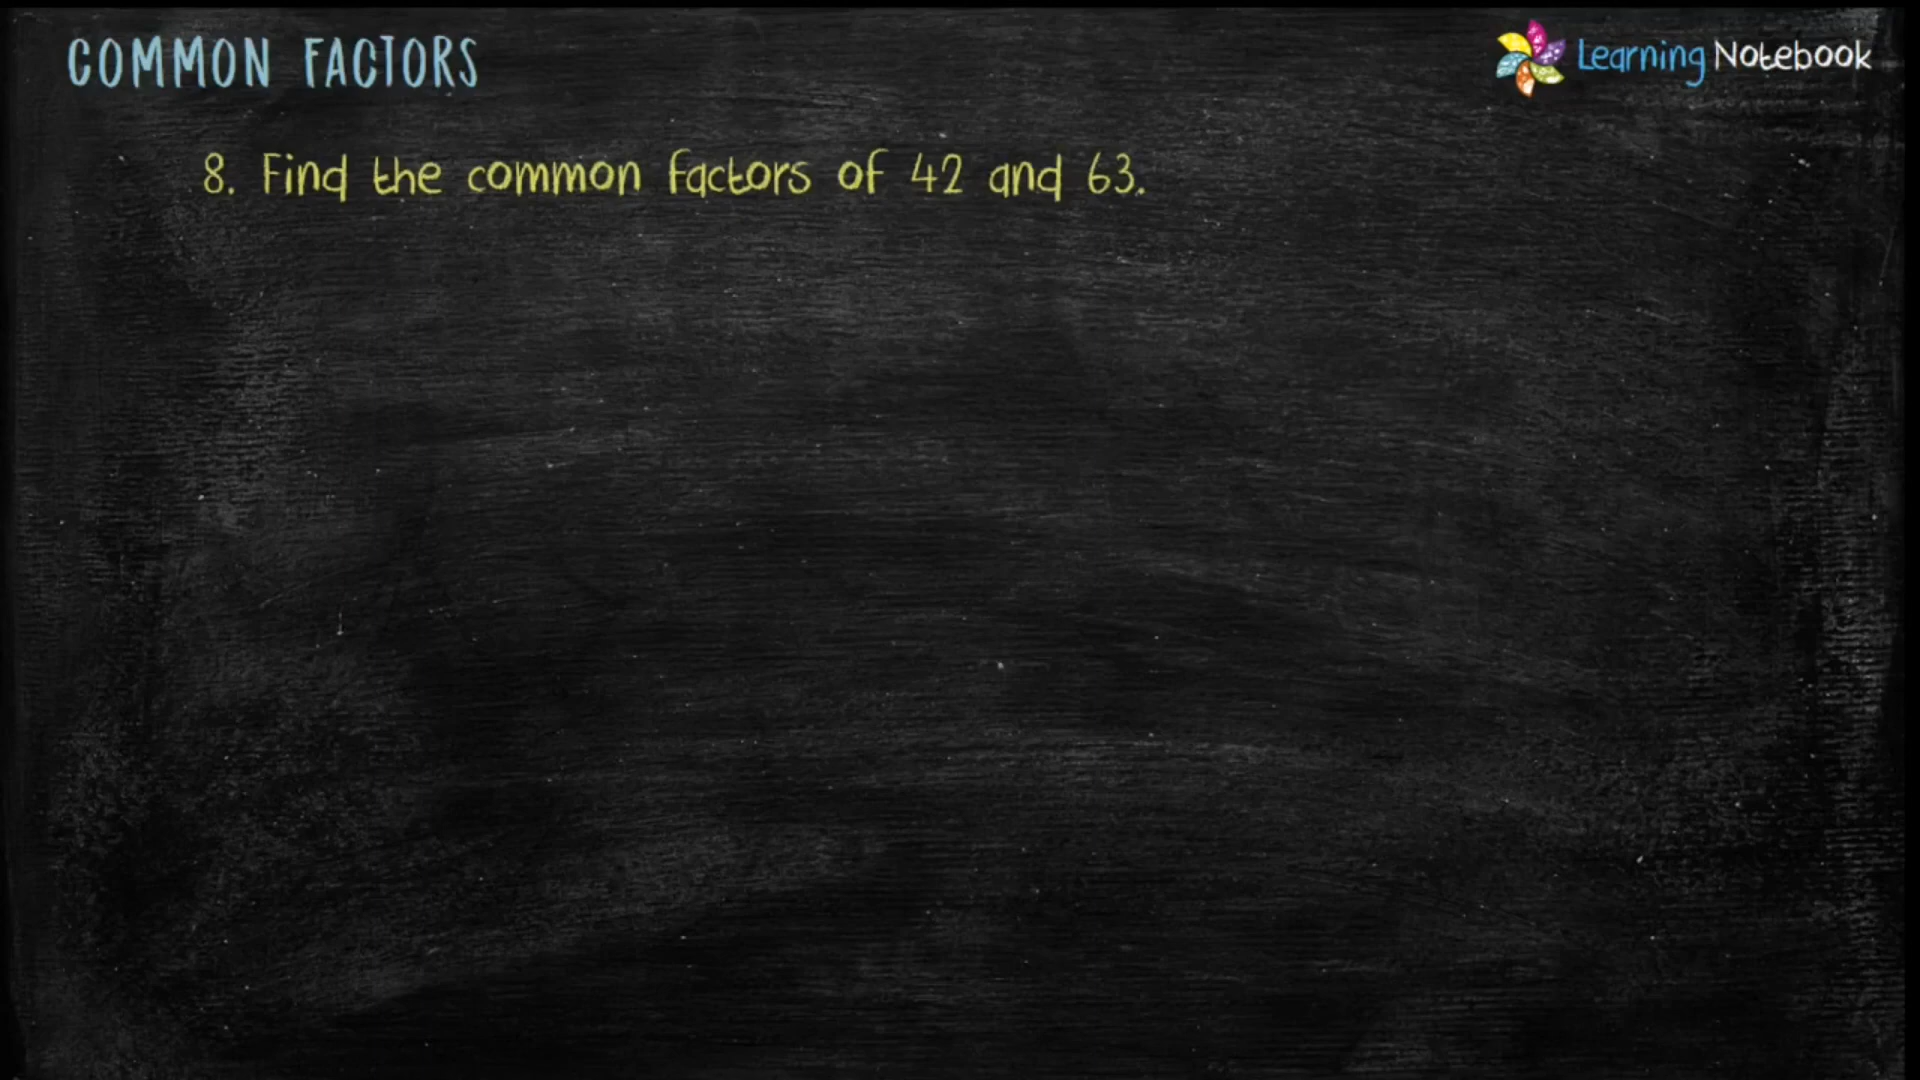 COMMON FACTORS
Learning Notebook
8. Find the common factors of 42 and 63.